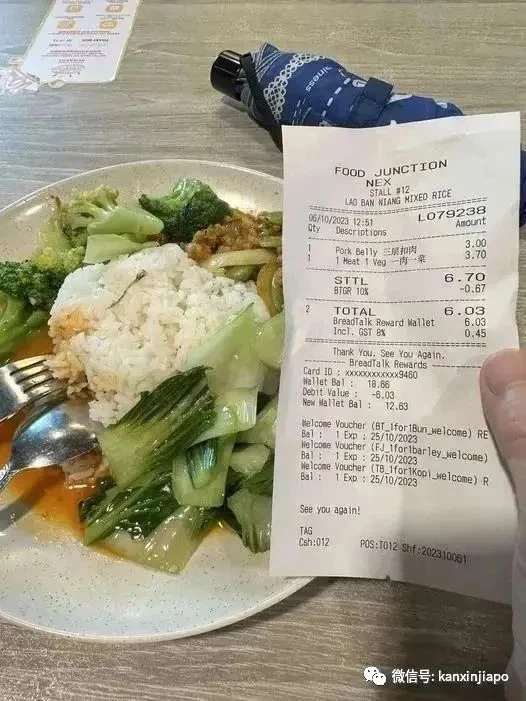 FOOD JUNCTION
NEX
STALL #12
LAO BAN NIANG MIXED RICE
06/10/2023 12:51 L079238
Qty Descriptions Amount
1 Pork Belly 三层扣肉 3.00
1 1 Meat 1 Veg 一肉一菜 3.70
STTL 6.70
BTGR 10% -0.67
2 TOTAL 6.03
BreadTalk Reward Wallet 6.03
Incl. GST 8% 0.45
Thank You. See You Again.
BreadTalk Rewards
Card ID : xxxxxxxxxxxx9460
Wallet Bal : 18.66
Debit Value : -6.03
New Wallet Bal : 12.63
Welcome Voucher (BT_1for1Bun_welcome) RE
Bal : 1 Exp : 25/10/2023
Welcome Voucher (FJ_1for1barley_welcome)
Bal : 1 Exp : 25/10/2023
Welcome Voucher (TB_1for1Kopi_welcome) R
Bal : 1 Exp : 25/10/2023
See you again!
TAG
Csh:012 POS:T012 Shf:202310061
微信号: kanxinjiapo